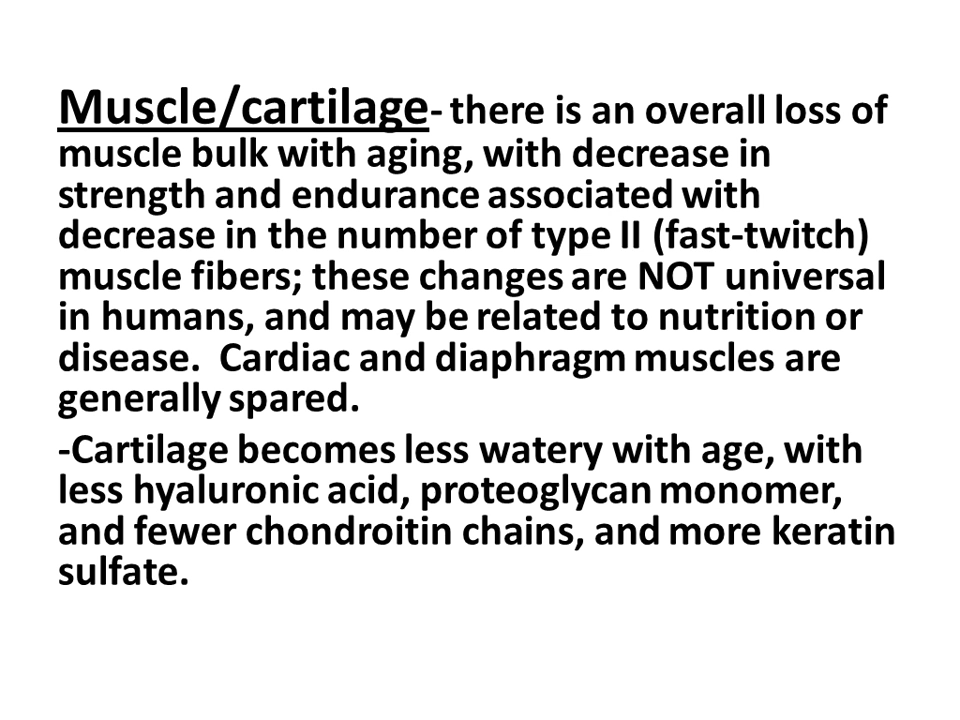 Muscle/cartilage- there is an overall loss of
muscle bulk with aging, with decrease in
strength and endurance associated with
decrease in the number of type II (fast-twitch)
muscle fibers; these changes are NOT universal
in humans, and may be related to nutrition or
disease.  Cardiac and diaphragm muscles are
generally spared.
-Cartilage becomes less watery with age, with
less hyaluronic acid, proteoglycan monomer,
and fewer chondroitin chains, and more keratin
sulfate.